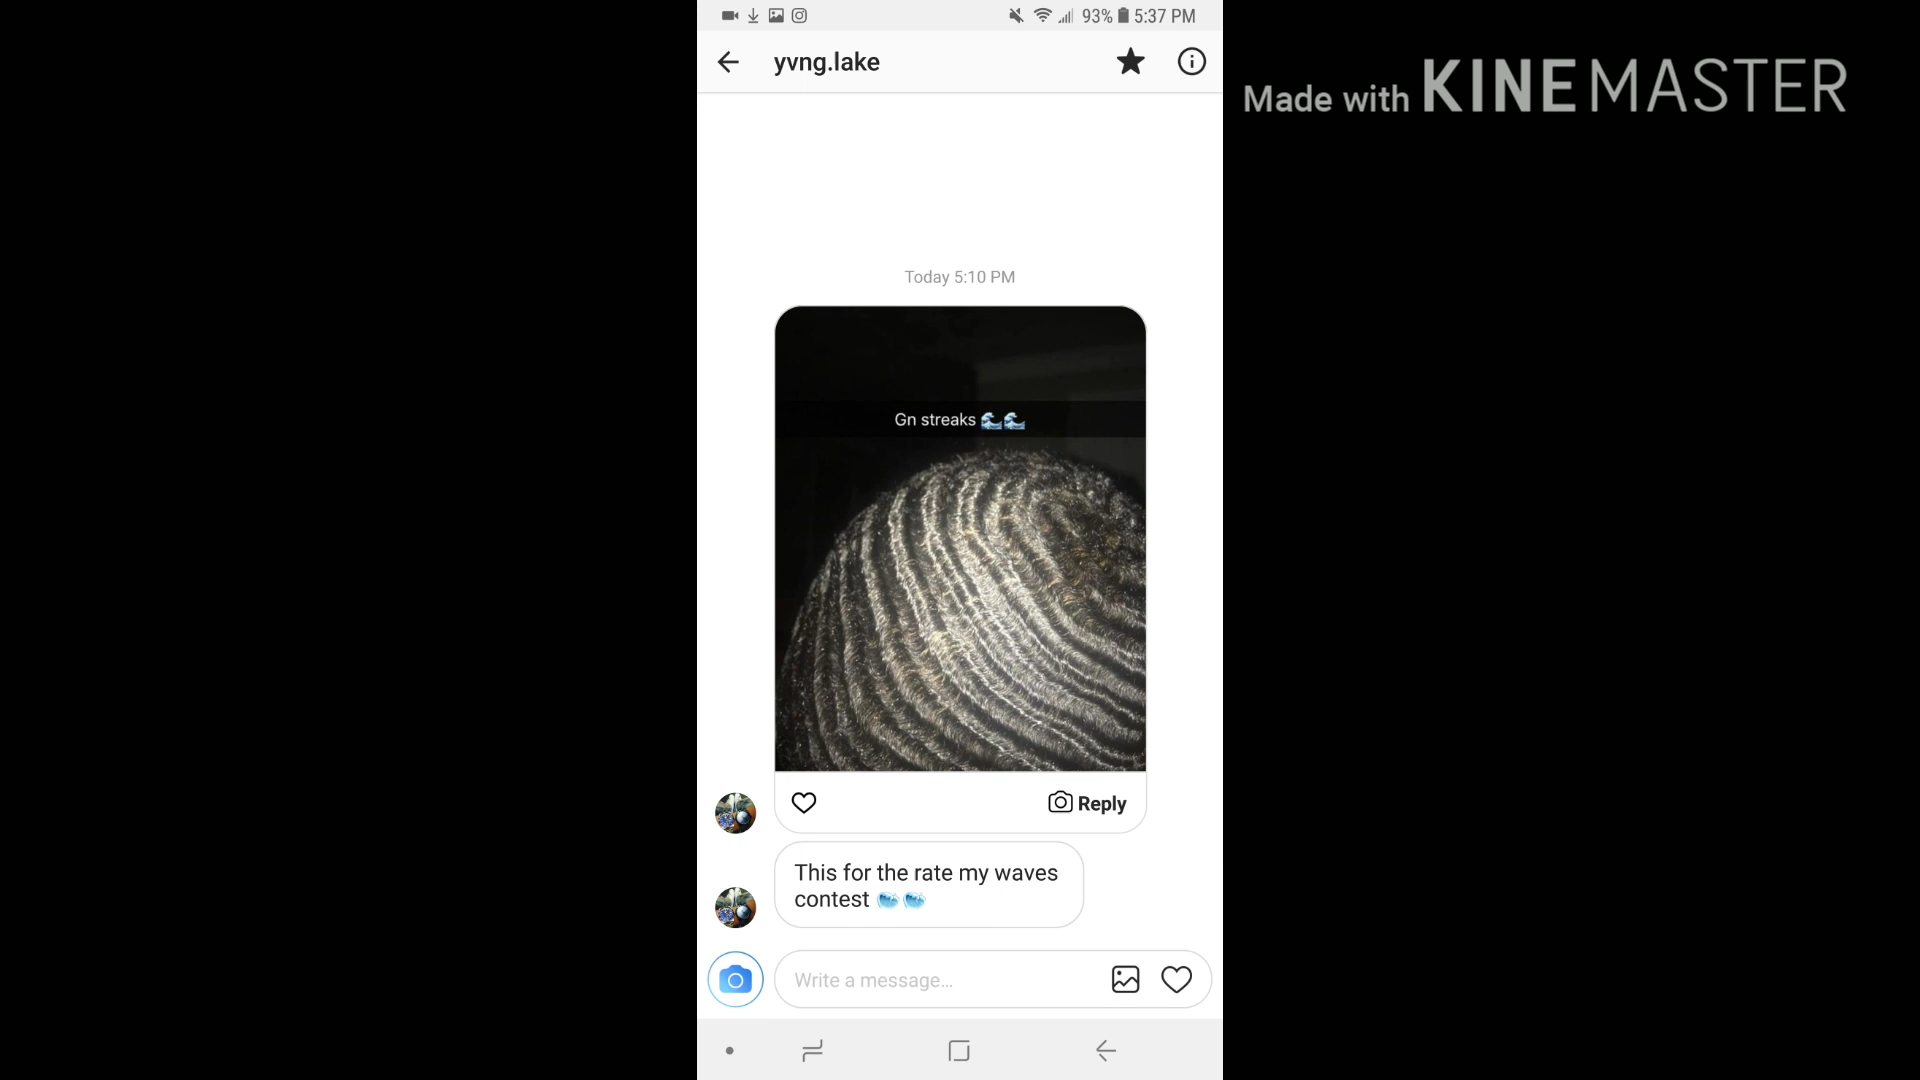 93% 5:37 PM
yvng.lake
Made with KINEMASTER
Today 5:10 PM
Gn streaks 🌊🌊
Reply
This for the rate my waves
contest 🌊🌊
Write a message...